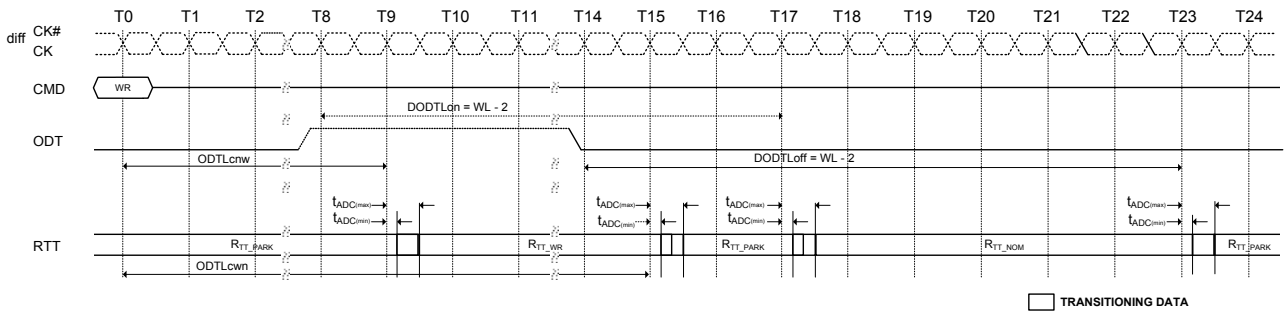 T0 T1 T2 T8 T9 T10 T11 T14 T15 T16 T17 T18 T19 T20 T21 T22 T23 T24
diff CK#
CK
CMD WR
DODTLon = WL - 2
ODT
ODTLcnw DODTLoff = WL - 2
tADC(max) tADC(max) tADC(max) tADC(max)
tADC(min) tADC(min) tADC(min) tADC(min)
RTT RTT_PARK RTT_WR RTT_PARK RTT_NOM RTT_PARK
ODTLcwn
TRANSITIONING DATA